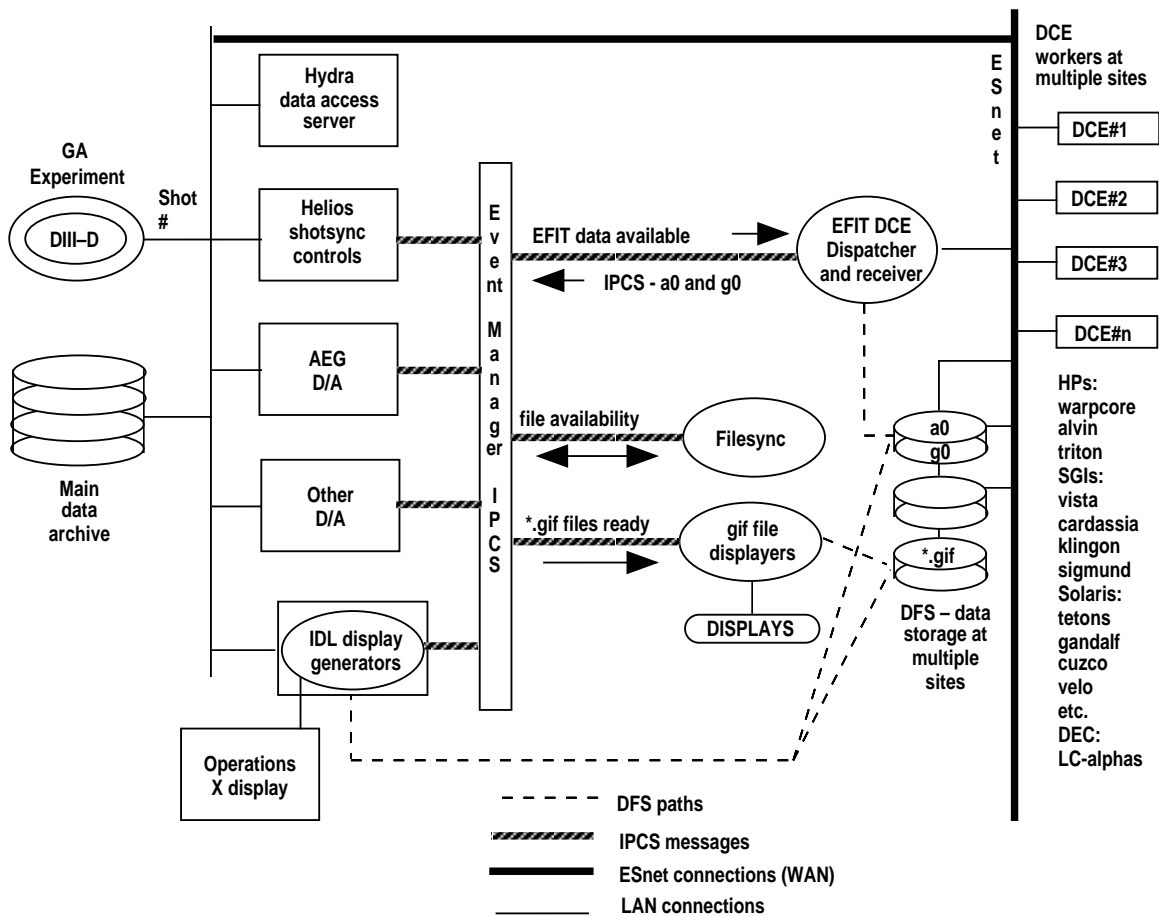 DCE
workers at
multiple sites
ESnet
Hydra
data access
server
DCE#1
GA
Experiment
Shot
#
DIII–D
Helios
shotsync
controls
Event Manager IPCS
EFIT data available
IPCS - a0 and g0
EFIT DCE
Dispatcher
and receiver
DCE#2
DCE#3
DCE#n
AEG
D/A
file availability
Filesync
a0
g0
Main
data
archive
Other
D/A
*.gif files ready
gif file
displayers
*.gif
DISPLAYS
DFS – data
storage at
multiple
sites
HPs:
warpcore
alvin
triton
SGIs:
vista
cardassia
klingon
sigmund
Solaris:
tetons
gandalf
cuzco
velo
etc.
DEC:
LC-alphas
IDL display
generators
Operations
X display
DFS paths
IPCS messages
ESnet connections (WAN)
LAN connections